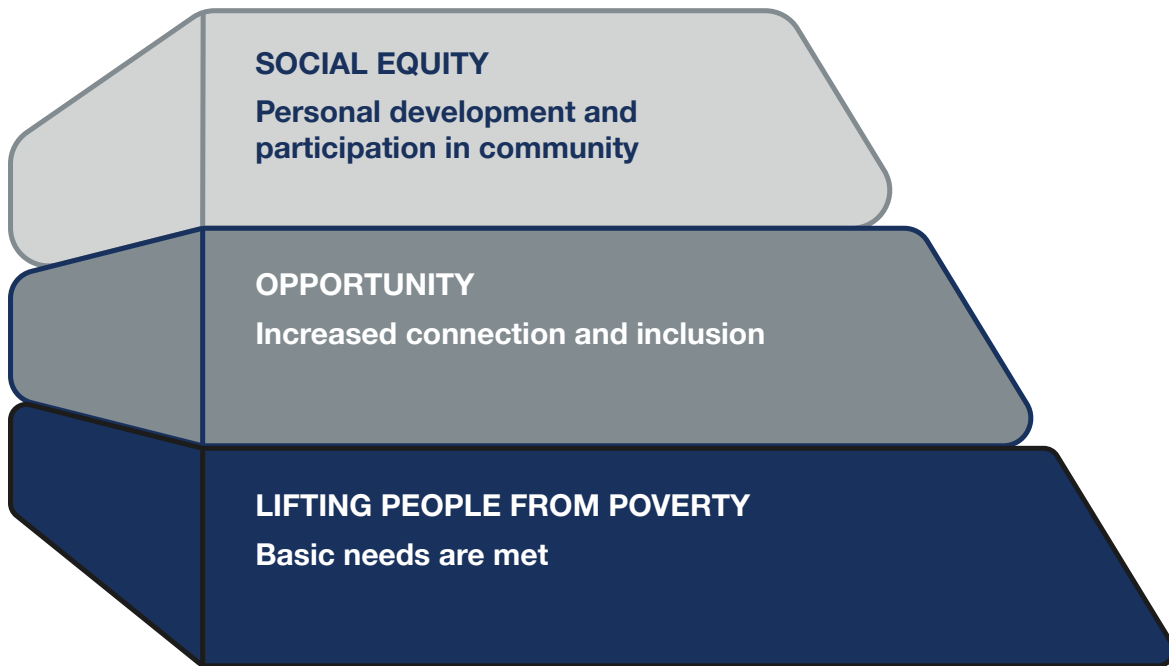 SOCIAL EQUITY
Personal development and
participation in community
OPPORTUNITY
Increased connection and inclusion
LIFTING PEOPLE FROM POVERTY
Basic needs are met